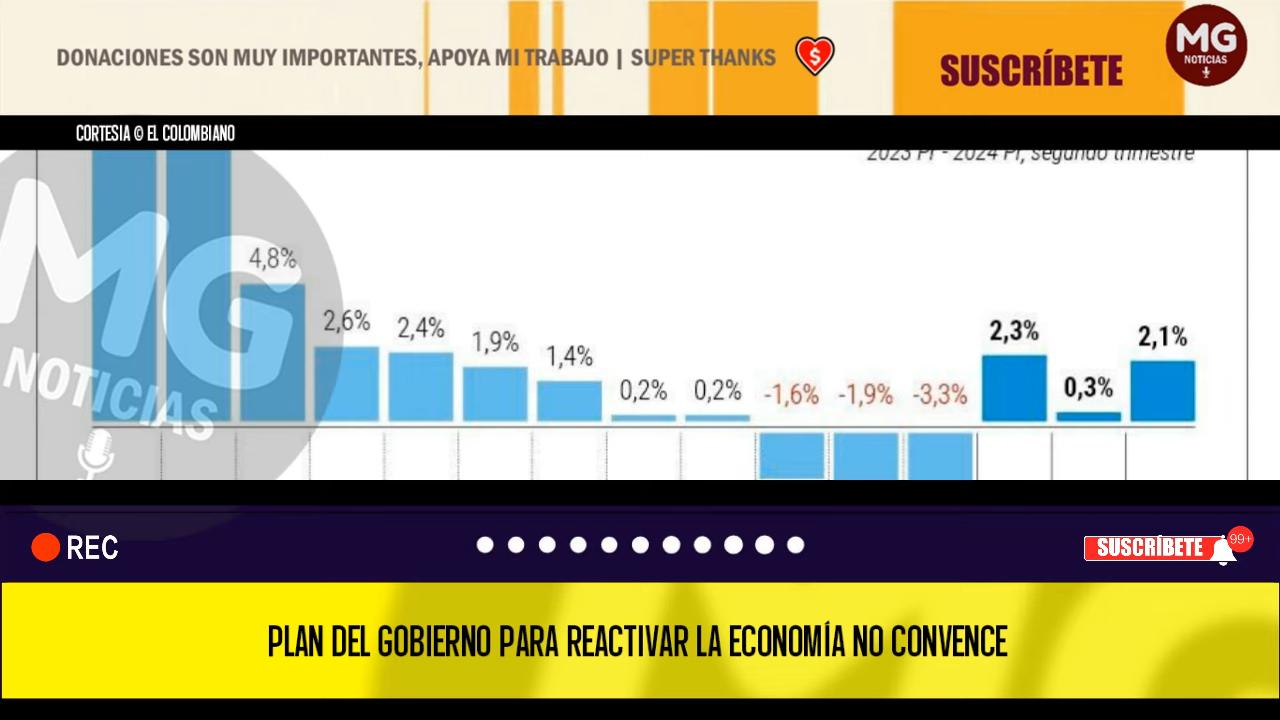 DONACIONES SON MUY IMPORTANTES, APOYA MI TRABAJO | SUPER THANKS
$
SUSCRÍBETE
MG
NOTICIAS
CORTESIA © EL COLOMBIANO
2023 Pr - 2024 Pr, segundo trimestre
MG
NOTICIAS
4,8%
2,6%
2,4%
1,9%
1,4%
0,2%
0,2%
-1,6%
-1,9%
-3,3%
2,3%
0,3%
2,1%
REC
SUSCRÍBETE
99+
PLAN DEL GOBIERNO PARA REACTIVAR LA ECONOMÍA NO CONVENCE